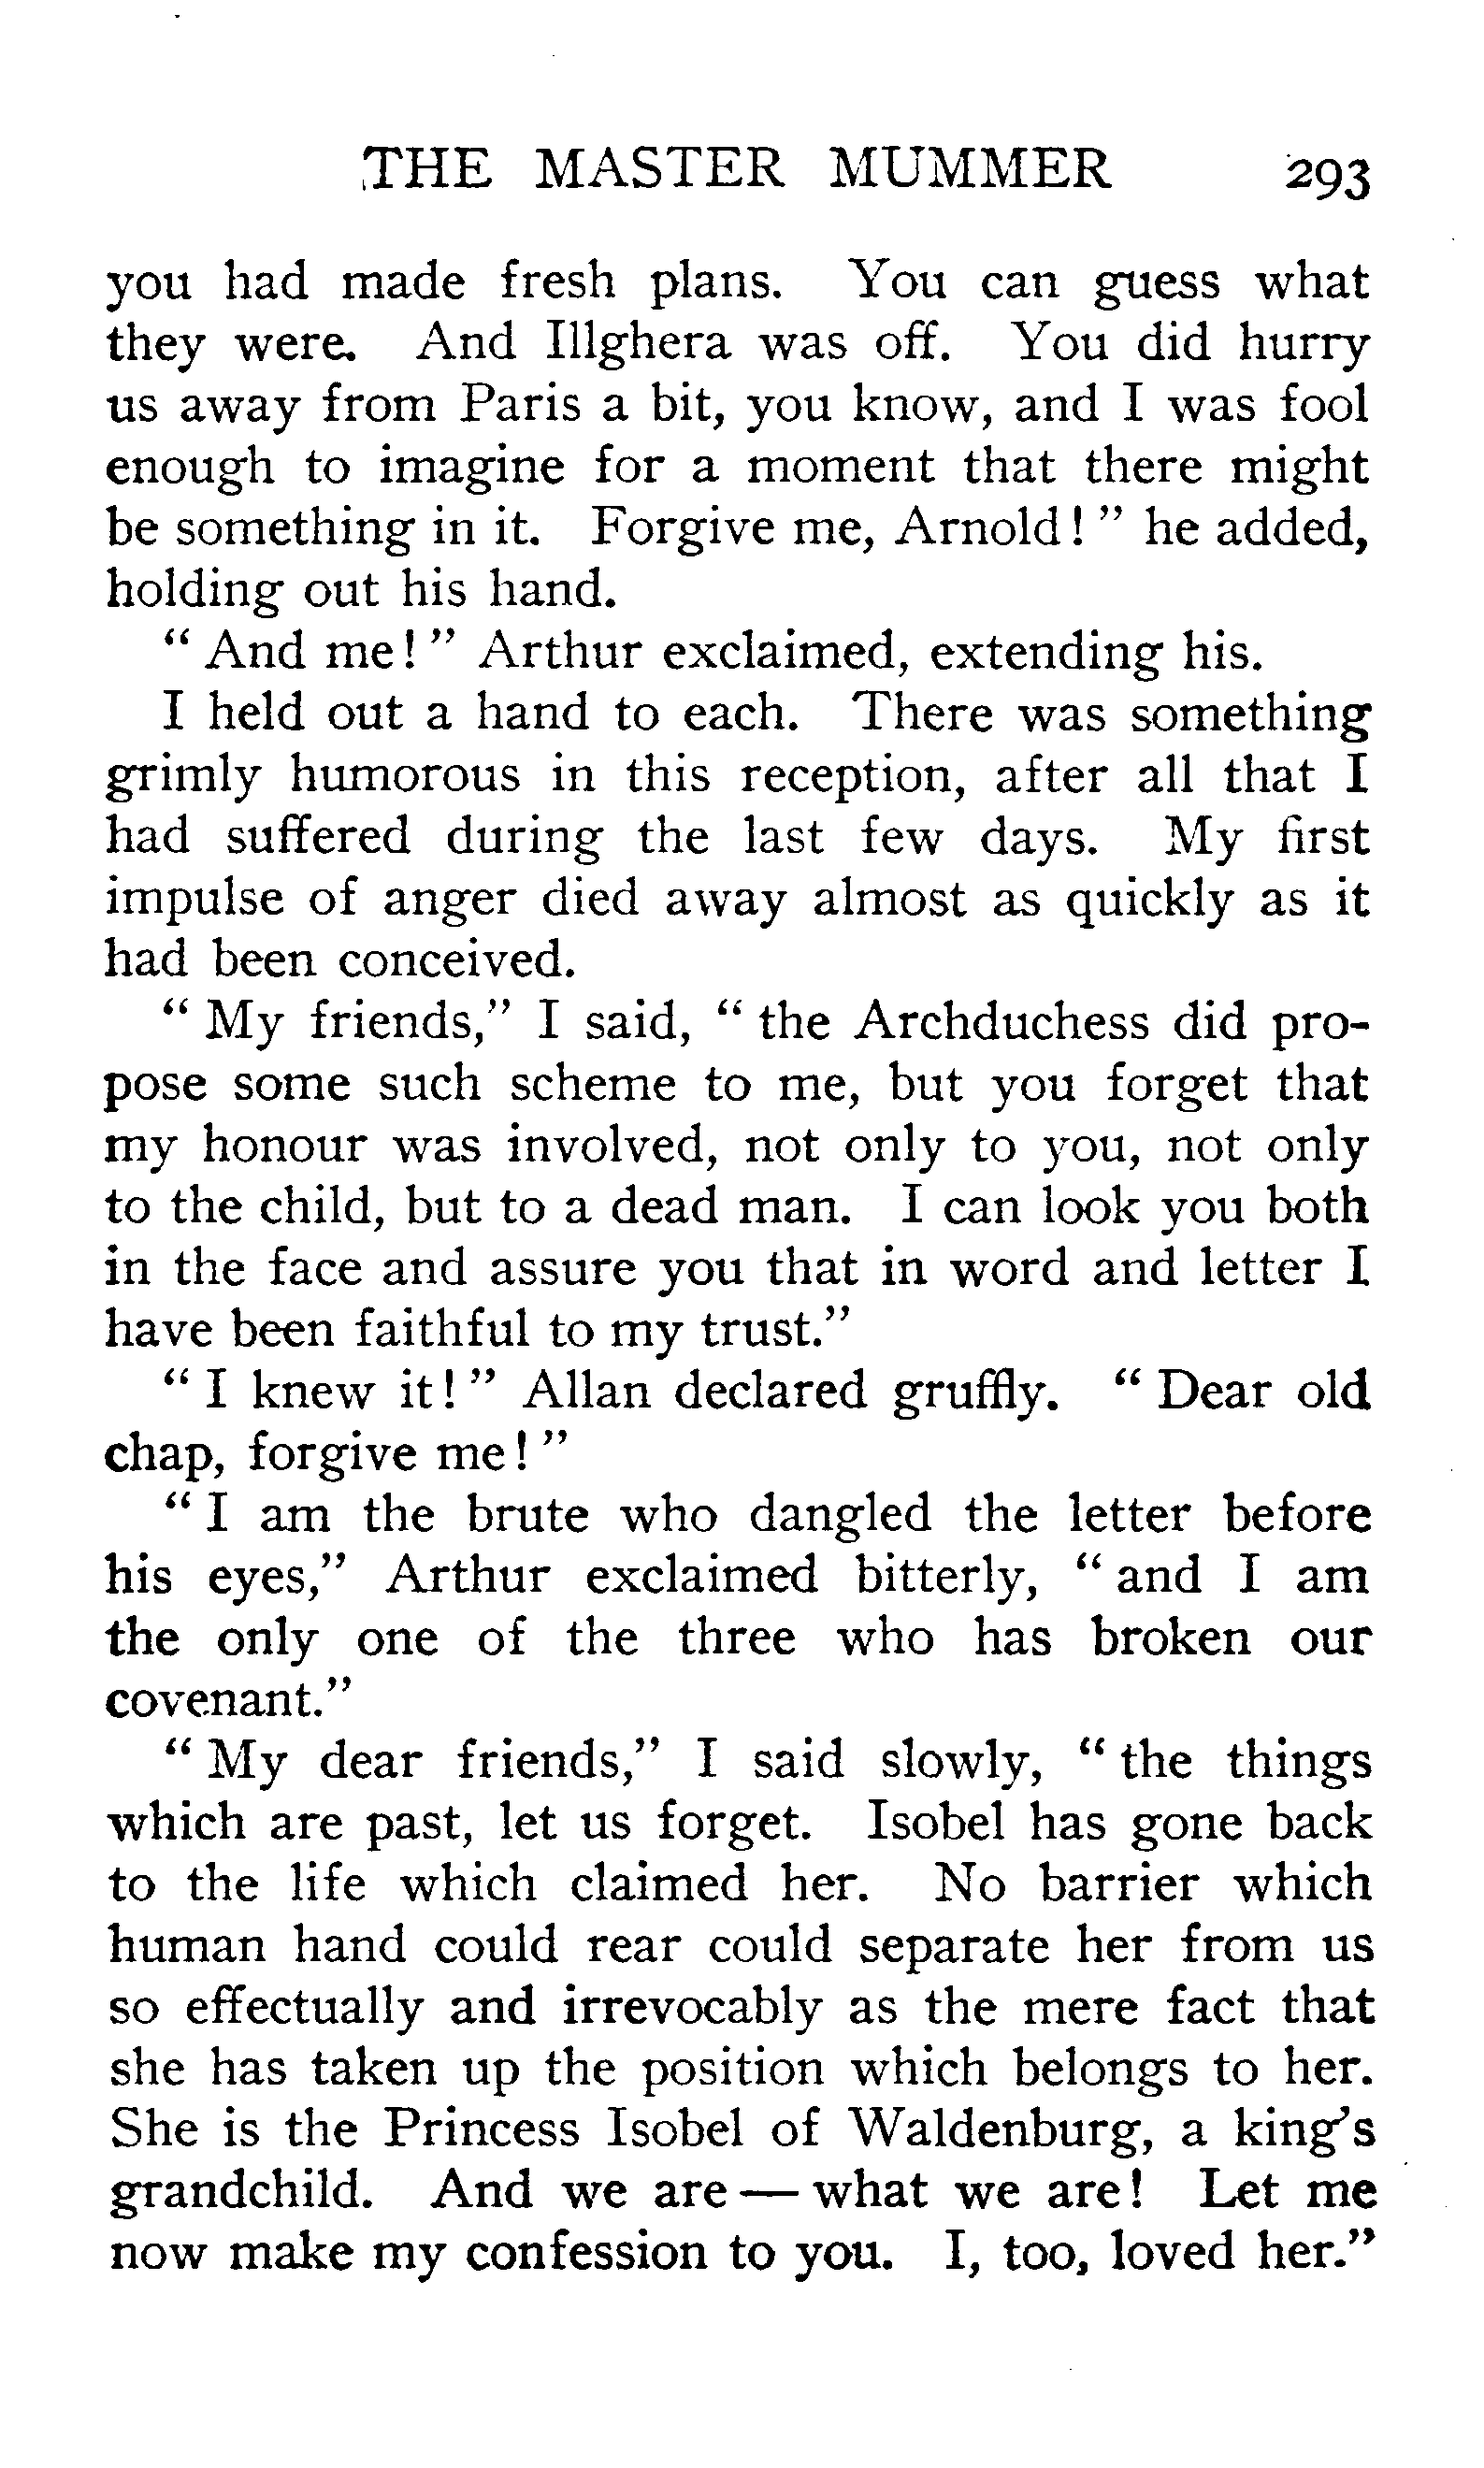 THE MASTER MUMMER 293
you had made fresh plans. You can guess what
they were. And Illghera was off. You did hurry
us away from Paris a bit, you know, and I was fool
enough to imagine for a moment that there might
be something in it. Forgive me, Arnold! " he added,
holding out his hand.
" And me! " Arthur exclaimed, extending his.
I held out a hand to each. There was something
grimly humorous in this reception, after all that I
had suffered during the last few days. My first
impulse of anger died away almost as quickly as it
had been conceived.
" My friends," I said, " the Archduchess did pro-
pose some such scheme to me, but you forget that
my honour was involved, not only to you, not only
to the child, but to a dead man. I can look you both
in the face and assure you that in word and letter I
have been faithful to my trust."
" I knew it! " Allan declared gruffly. " Dear old
chap, forgive me! "
" I am the brute who dangled the letter before
his eyes," Arthur exclaimed bitterly, " and I am
the only one of the three who has broken our
covenant."
" My dear friends," I said slowly, " the things
which are past, let us forget. Isobel has gone back
to the life which claimed her. No barrier which
human hand could rear could separate her from us
so effectually and irrevocably as the mere fact that
she has taken up the position which belongs to her.
She is the Princess Isobel of Waldenburg, a king's
grandchild. And we are — what we are! Let me
now make my confession to you. I, too, loved her."